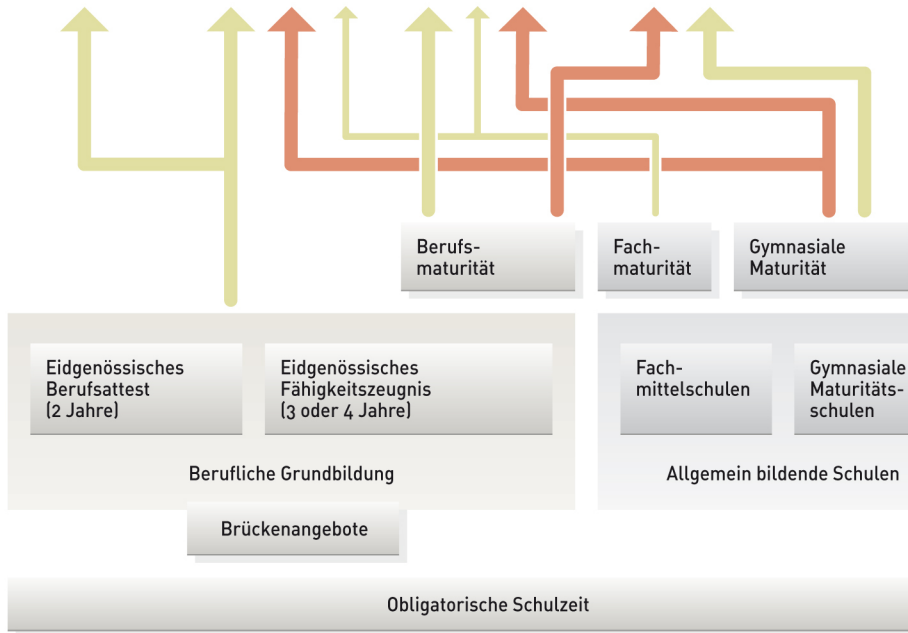 Berufs-
maturität
Fach-
maturität
Gymnasiale
Maturität
Eidgenössisches
Berufsattest
(2 Jahre)
Eidgenössisches
Fähigkeitszeugnis
(3 oder 4 Jahre)
Fach-
mittelschulen
Gymnasiale
Maturitäts-
schulen
Berufliche Grundbildung
Allgemein bildende Schulen
Brückenangebote
Obligatorische Schulzeit